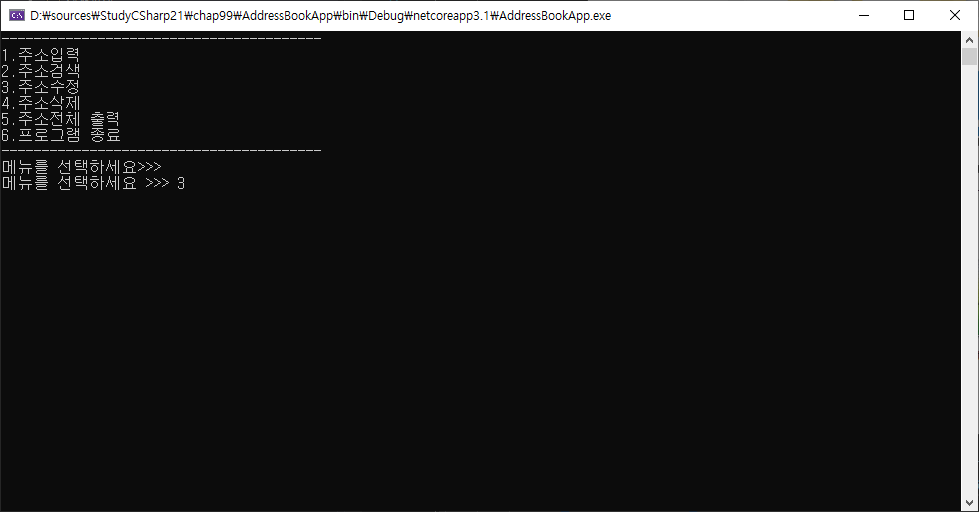 D:₩sources₩StudyCSharp21₩chap99₩AddressBookApp₩bin₩Debug₩netcoreapp3.1₩AddressBookApp.exe
----------------------------------------
1.주소입력
2.주소검색
3.주소수정
4.주소삭제
5.주소전체 출력
6.프로그램 종료
----------------------------------------
메뉴를 선택하세요>>>
메뉴를 선택하세요 >>> 3